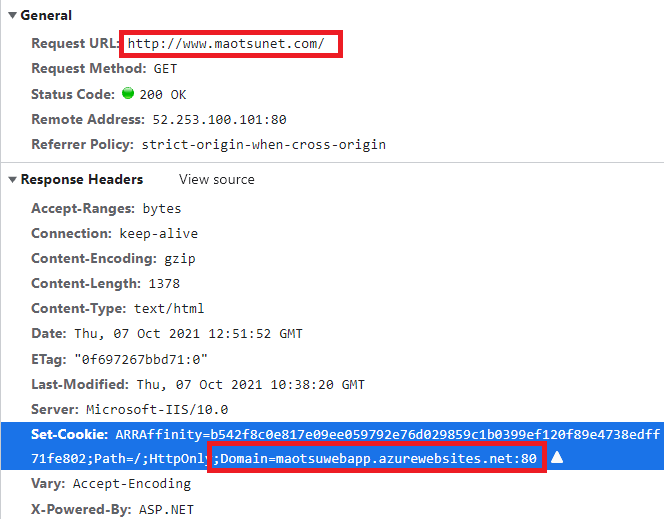 General
Request URL: http://www.maotsunet.com/
Request Method: GET
Status Code: 200 OK
Remote Address: 52.253.100.101:80
Referrer Policy: strict-origin-when-cross-origin
Response Headers View source
Accept-Ranges: bytes
Connection: keep-alive
Content-Encoding: gzip
Content-Length: 1378
Content-Type: text/html
Date: Thu, 07 Oct 2021 12:51:52 GMT
ETag: "0f697267bbd71:0"
Last-Modified: Thu, 07 Oct 2021 10:38:20 GMT
Server: Microsoft-IIS/10.0
Set-Cookie: ARRAffinity=b542f8c0e817e09ee059792e76d029859c1b0399ef120f89e4738edff
71fe802;Path=/;HttpOnly;Domain=maotsuwebapp.azurewebsites.net:80
Vary: Accept-Encoding
X-Powered-By: ASP.NET